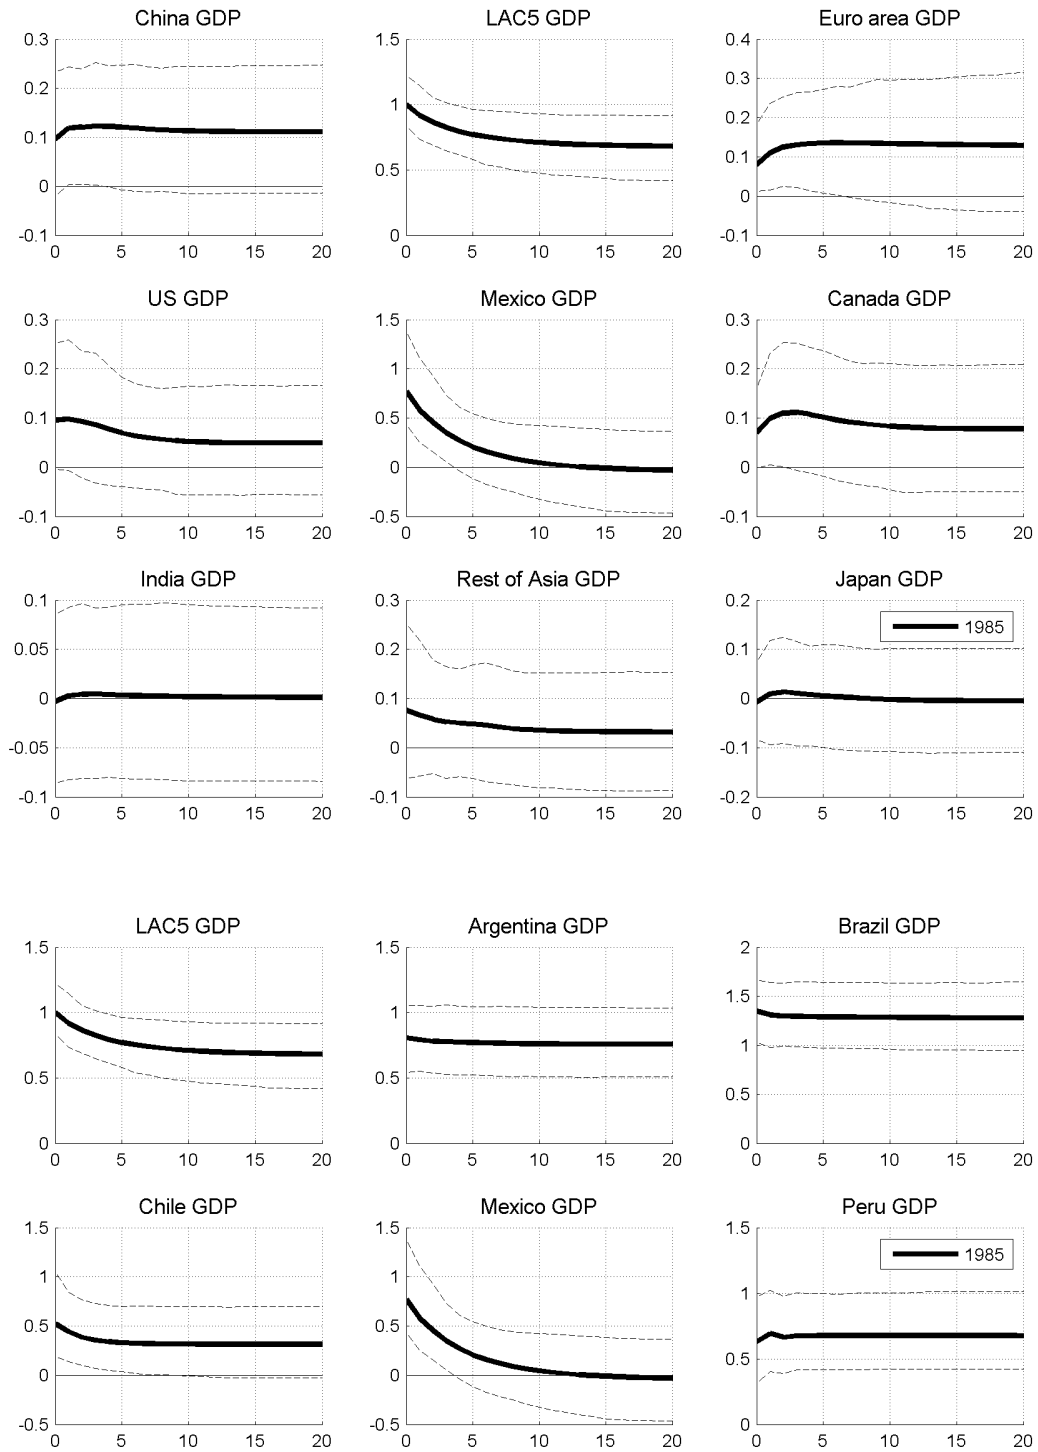 China GDP
0.3
0.2
0.1
0
-0.1
0 5 10 15 20
LAC5 GDP
1.5
1
0.5
0
0 5 10 15 20
Euro area GDP
0.4
0.3
0.2
0.1
0
-0.1
0 5 10 15 20
US GDP
0.3
0.2
0.1
0
-0.1
0 5 10 15 20
Mexico GDP
1.5
1
0.5
0
-0.5
0 5 10 15 20
Canada GDP
0.3
0.2
0.1
0
-0.1
0 5 10 15 20
India GDP
0.1
0.05
0
-0.05
-0.1
0 5 10 15 20
Rest of Asia GDP
0.3
0.2
0.1
0
-0.1
0 5 10 15 20
Japan GDP
0.2
1985
0.1
0
-0.1
-0.2
0 5 10 15 20
LAC5 GDP
1.5
1
0.5
0
0 5 10 15 20
Argentina GDP
1.5
1
0.5
0
0 5 10 15 20
Brazil GDP
2
1.5
1
0.5
0
0 5 10 15 20
Chile GDP
1.5
1
0.5
0
-0.5
0 5 10 15 20
Mexico GDP
1.5
1
0.5
0
-0.5
0 5 10 15 20
Peru GDP
1.5
1985
1
0.5
0
0 5 10 15 20